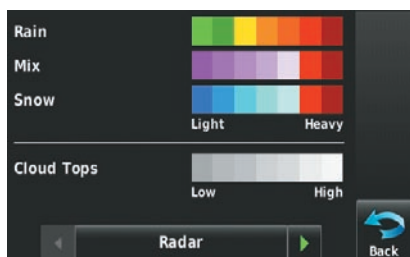 Rain
Mix
Snow
Light Heavy
Cloud Tops
Low High
Radar
Back